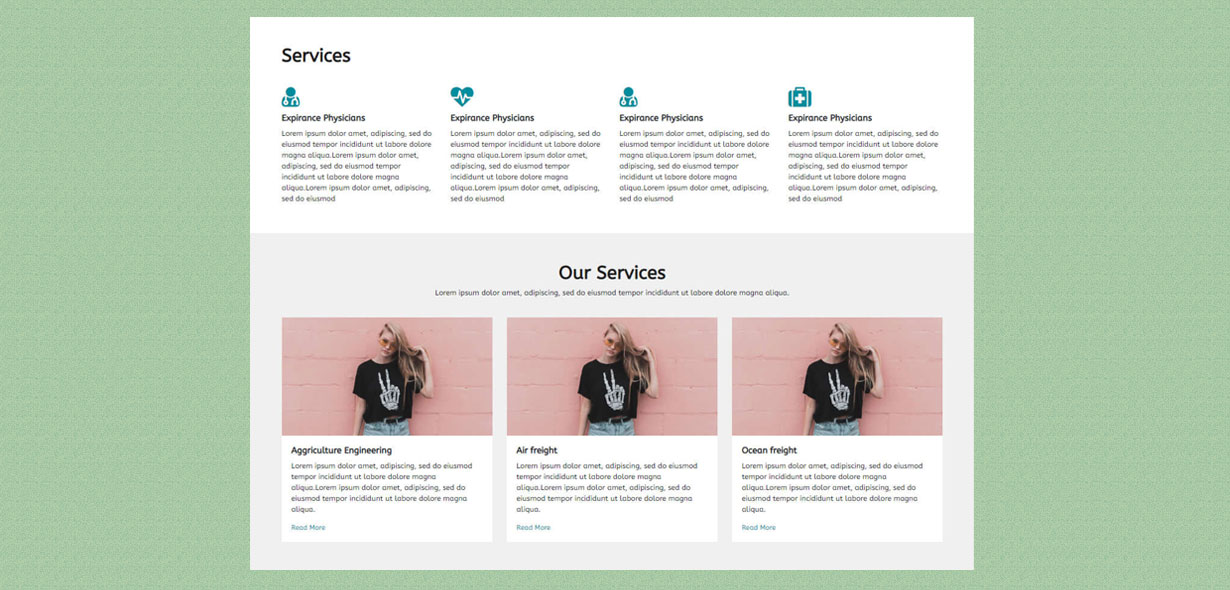 Services
Expirance Physicians
Lorem ipsum dolor amet, adipiscing, sed do
eiusmod tempor incididunt ut labore dolore
magna aliqua.Lorem ipsum dolor amet,
adipiscing, sed do eiusmod tempor
incididunt ut labore dolore magna
aliqua.Lorem ipsum dolor amet, adipiscing,
sed do eiusmod
Expirance Physicians
Lorem ipsum dolor amet, adipiscing, sed do
eiusmod tempor incididunt ut labore dolore
magna aliqua.Lorem ipsum dolor amet,
adipiscing, sed do eiusmod tempor
incididunt ut labore dolore magna
aliqua.Lorem ipsum dolor amet, adipiscing,
sed do eiusmod
Expirance Physicians
Lorem ipsum dolor amet, adipiscing, sed do
eiusmod tempor incididunt ut labore dolore
magna aliqua.Lorem ipsum dolor amet,
adipiscing, sed do eiusmod tempor
incididunt ut labore dolore magna
aliqua.Lorem ipsum dolor amet, adipiscing,
sed do eiusmod
Expirance Physicians
Lorem ipsum dolor amet, adipiscing, sed do
eiusmod tempor incididunt ut labore dolore
magna aliqua.Lorem ipsum dolor amet,
adipiscing, sed do eiusmod tempor
incididunt ut labore dolore magna
aliqua.Lorem ipsum dolor amet, adipiscing,
sed do eiusmod
Our Services
Lorem ipsum dolor amet, adipiscing, sed do eiusmod tempor incididunt ut labore dolore magna aliqua.
Aggriculture Engineering
Lorem ipsum dolor amet, adipiscing, sed do eiusmod
tempor incididunt ut labore dolore magna
aliqua.Lorem ipsum dolor amet, adipiscing, sed do
eiusmod tempor incididunt ut labore dolore magna
aliqua.
Read More
Air freight
Lorem ipsum dolor amet, adipiscing, sed do eiusmod
tempor incididunt ut labore dolore magna
aliqua.Lorem ipsum dolor amet, adipiscing, sed do
eiusmod tempor incididunt ut labore dolore magna
aliqua.
Read More
Ocean freight
Lorem ipsum dolor amet, adipiscing, sed do eiusmod
tempor incididunt ut labore dolore magna
aliqua.Lorem ipsum dolor amet, adipiscing, sed do
eiusmod tempor incididunt ut labore dolore magna
aliqua.
Read More